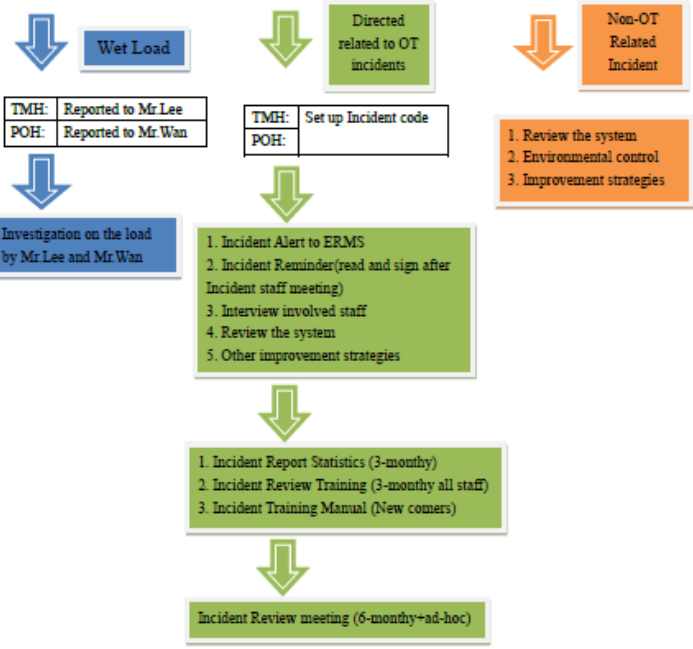 Wet Load
TMH: Reported to Mr.Lee
POH: Reported to Mr.Wan
Investigation on the load
by Mr.Lee and Mr.Wan
Directed
related to OT
incidents
TMH: Set up Incident code
POH:
1. Incident Alert to ERMS
2. Incident Reminder(read and sign after
Incident staff meeting)
3. Interview involved staff
4. Review the system
5. Other improvement strategies
1. Incident Report Statistics (3-monthy)
2. Incident Review Training (3-monthy all staff)
3. Incident Training Manual (New comers)
Incident Review meeting (6-monthy+ad-hoc)
Non-OT
Related
Incident
1. Review the system
2. Environmental control
3. Improvement strategies